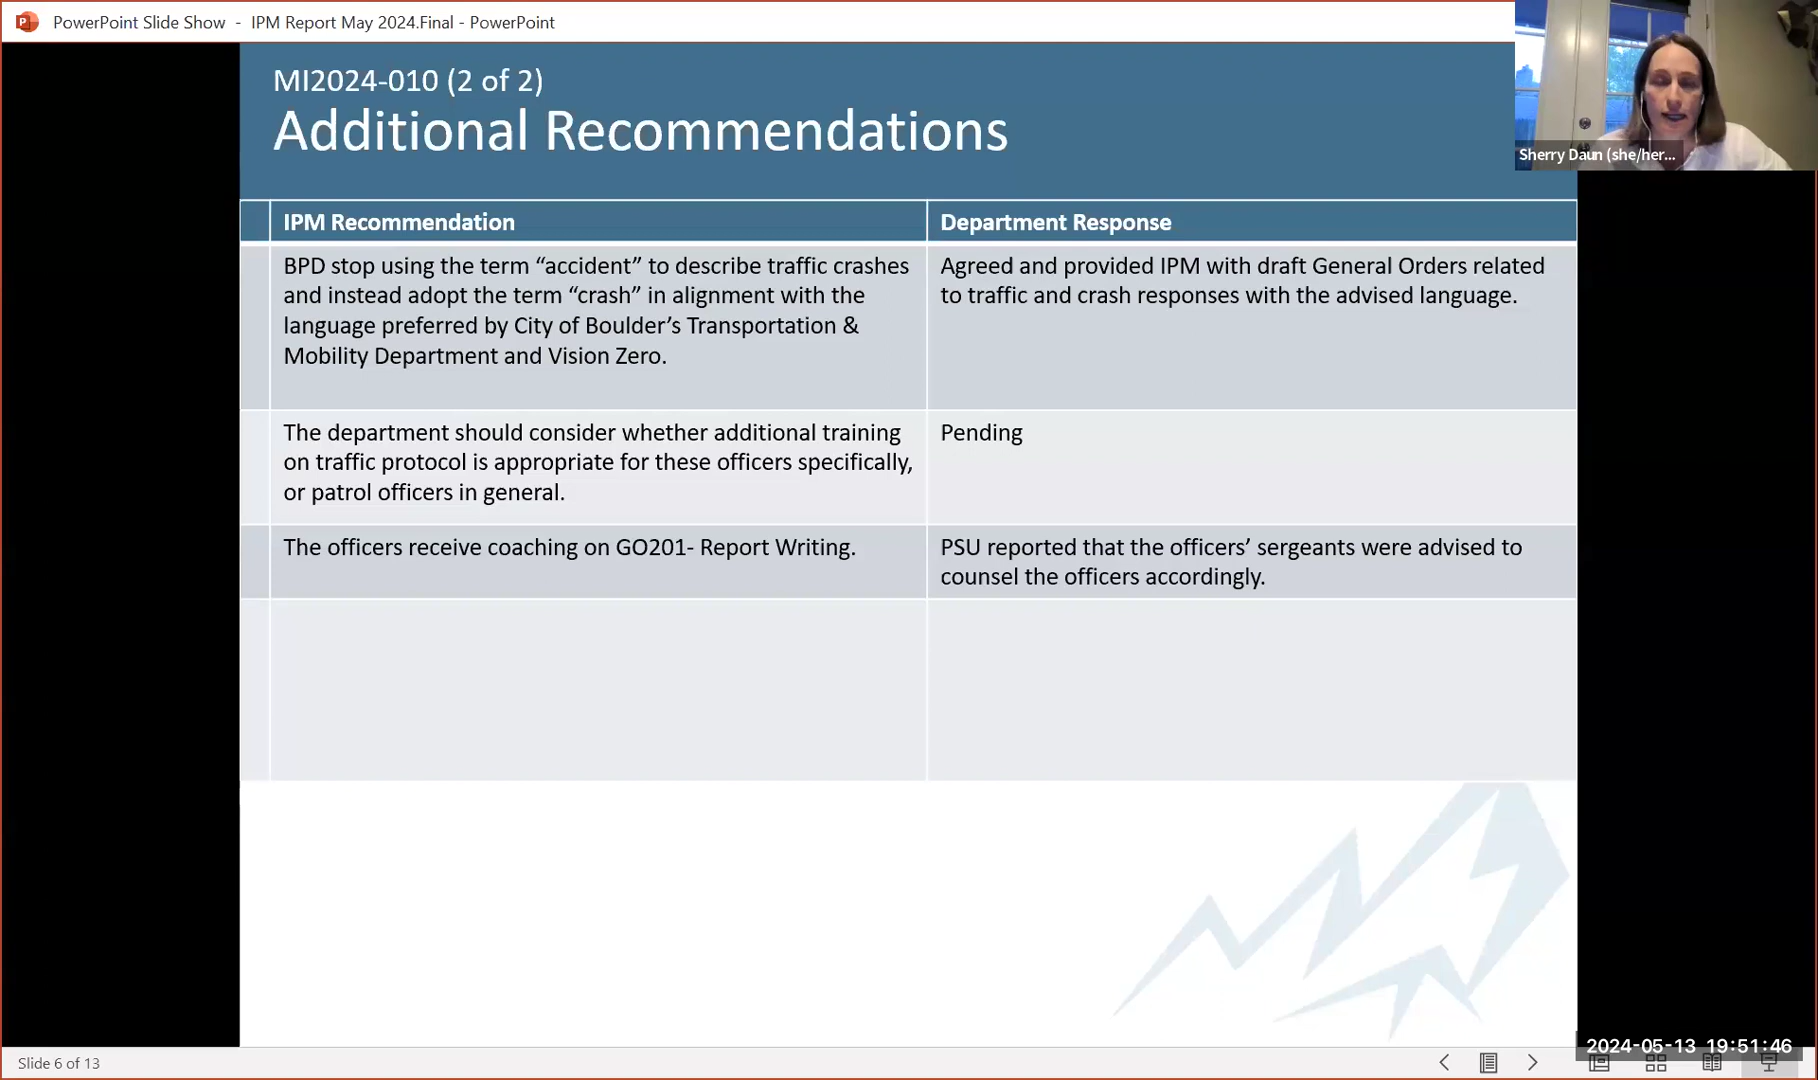 PowerPoint Slide Show - IPM Report May 2024.Final - PowerPoint
Sherry Daun (she/her...
MI2024-010 (2 of 2)
Additional Recommendations
IPM Recommendation
Department Response
BPD stop using the term “accident” to describe traffic crashes
and instead adopt the term “crash” in alignment with the
language preferred by City of Boulder’s Transportation &
Mobility Department and Vision Zero.
Agreed and provided IPM with draft General Orders related
to traffic and crash responses with the advised language.
The department should consider whether additional training
on traffic protocol is appropriate for these officers specifically,
or patrol officers in general.
Pending
The officers receive coaching on GO201- Report Writing.
PSU reported that the officers’ sergeants were advised to
counsel the officers accordingly.
Slide 6 of 13
2024-05-13 19:51:46